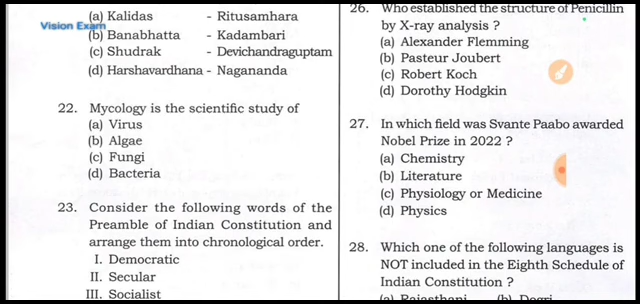 Vision Exam
(a) Kalidas - Ritusamhara
(b) Banabhatta - Kadambari
(c) Shudrak - Devichandraguptam
(d) Harshavardhana - Nagananda
22. Mycology is the scientific study of
(a) Virus
(b) Algae
(c) Fungi
(d) Bacteria
23. Consider the following words of the
Preamble of Indian Constitution and
arrange them into chronological order.
I. Democratic
II. Secular
III. Socialist
26. Who established the structure of Penicillin
by X-ray analysis ?
(a) Alexander Flemming
(b) Pasteur Joubert
(c) Robert Koch
(d) Dorothy Hodgkin
27. In which field was Svante Paabo awarded
Nobel Prize in 2022 ?
(a) Chemistry
(b) Literature
(c) Physiology or Medicine
(d) Physics
28. Which one of the following languages is
NOT included in the Eighth Schedule of
Indian Constitution ?
(a) Rajasthani (b) Dogri